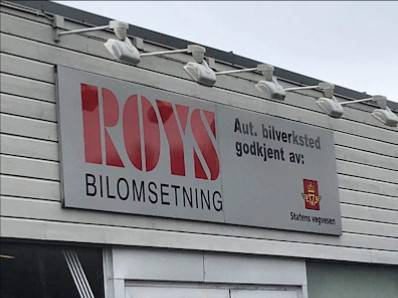 ROYS
BILOMSETNING
Aut. bilverksted
godkjent av:
Statens vegvesen